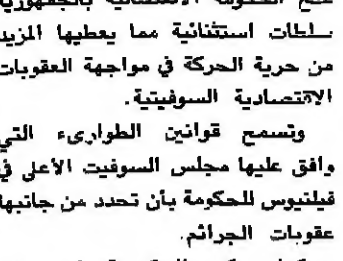 سلطات استثنائية مما يعطيها المزيد
من حرية الحركة في مواجهة العقوبات
الاقتصادية السوفيتية.
وتسمح قوانين الطوارىء التي
وافق عليها مجلس السوفيت الأعلى في
فيلنيوس للحكومة بأن تحدد من جانبها
عقوبات الجرائم.